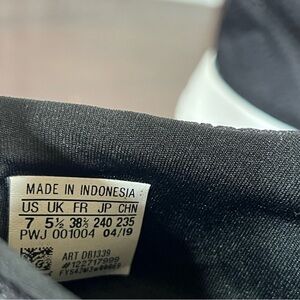 MADE IN INDONESIA
US UK FR JP CHN
7 5½ 38⅔ 240 235
PWJ 001004 04/19
ART DB1339
#122717999